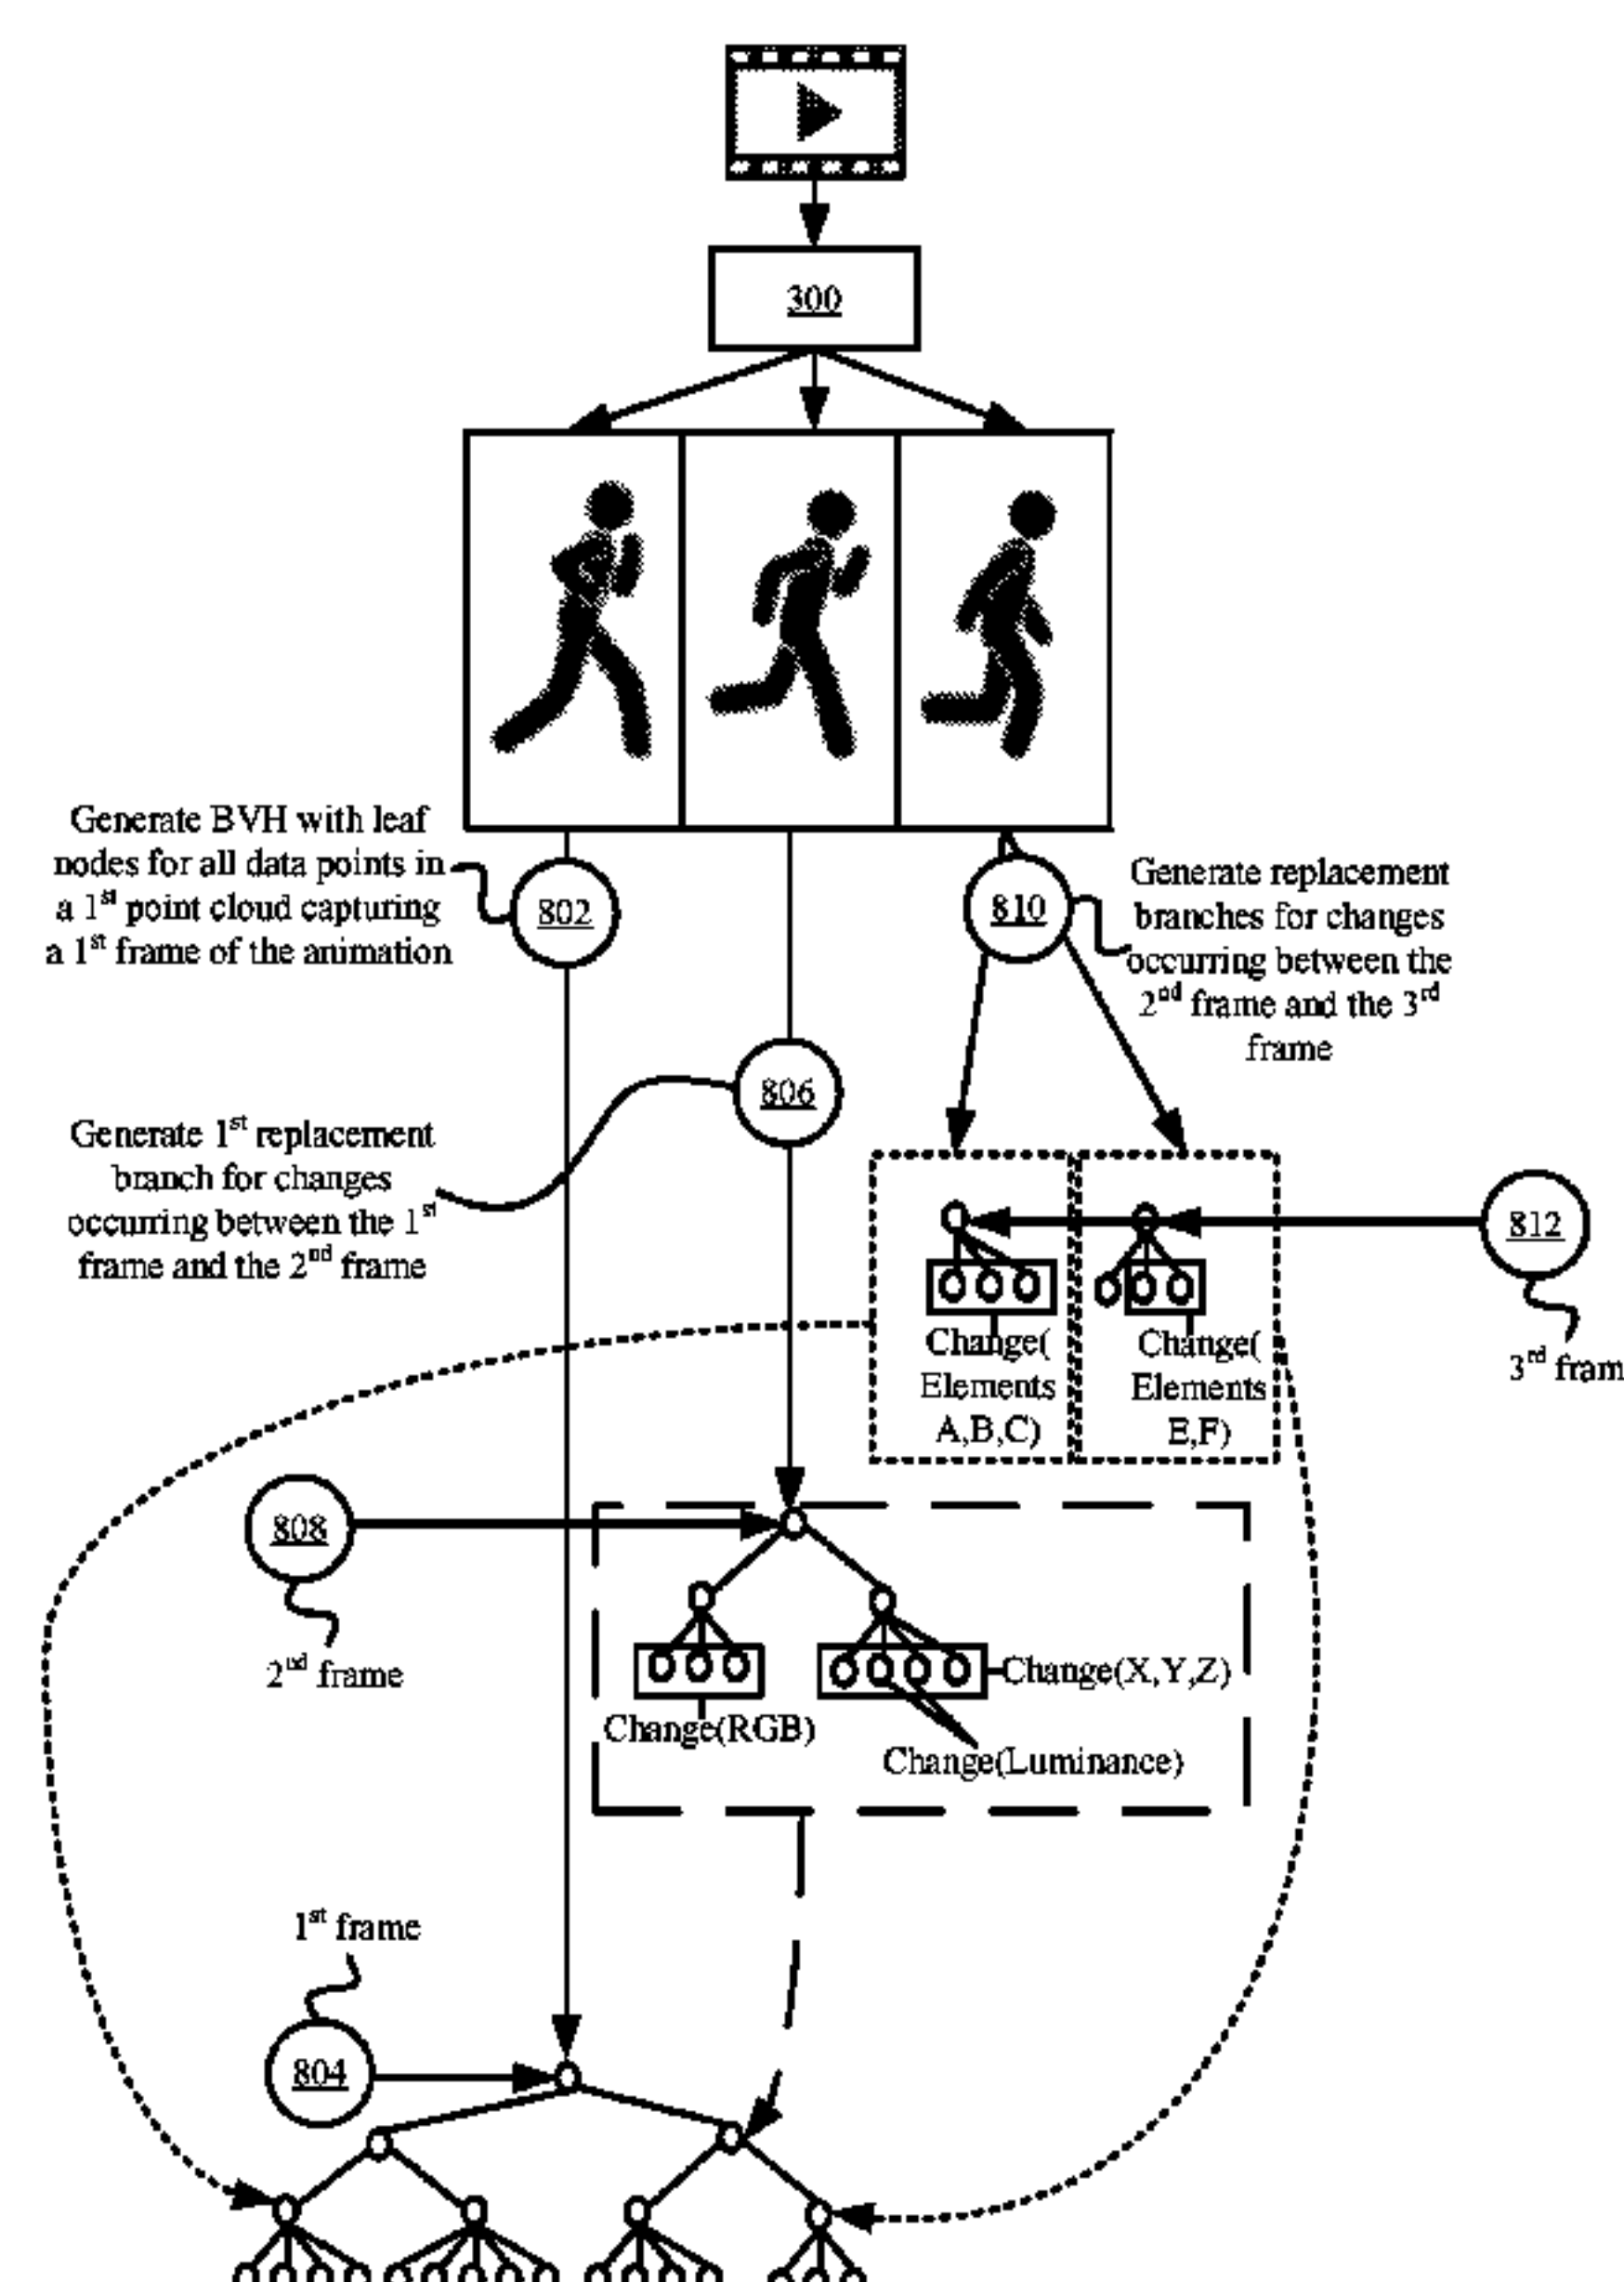 300
Generate BVH with leaf
nodes for all data points in
a 1st point cloud capturing
a 1st frame of the animation
802
810
Generate replacement
branches for changes
occurring between the
2nd frame and the 3rd
frame
806
Generate 1st replacement
branch for changes
occurring between the 1st
frame and the 2nd frame
812
3rd fram
Change(
Elements
A,B,C)
Change(
Elements
E,F)
808
2nd frame
Change(X,Y,Z)
Change(RGB)
Change(Luminance)
1st frame
804